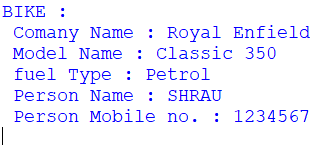 BIKE :
Comany Name : Royal Enfield
Model Name : Classic 350
fuel Type : Petrol
Person Name : SHRAU
Person Mobile no. : 1234567